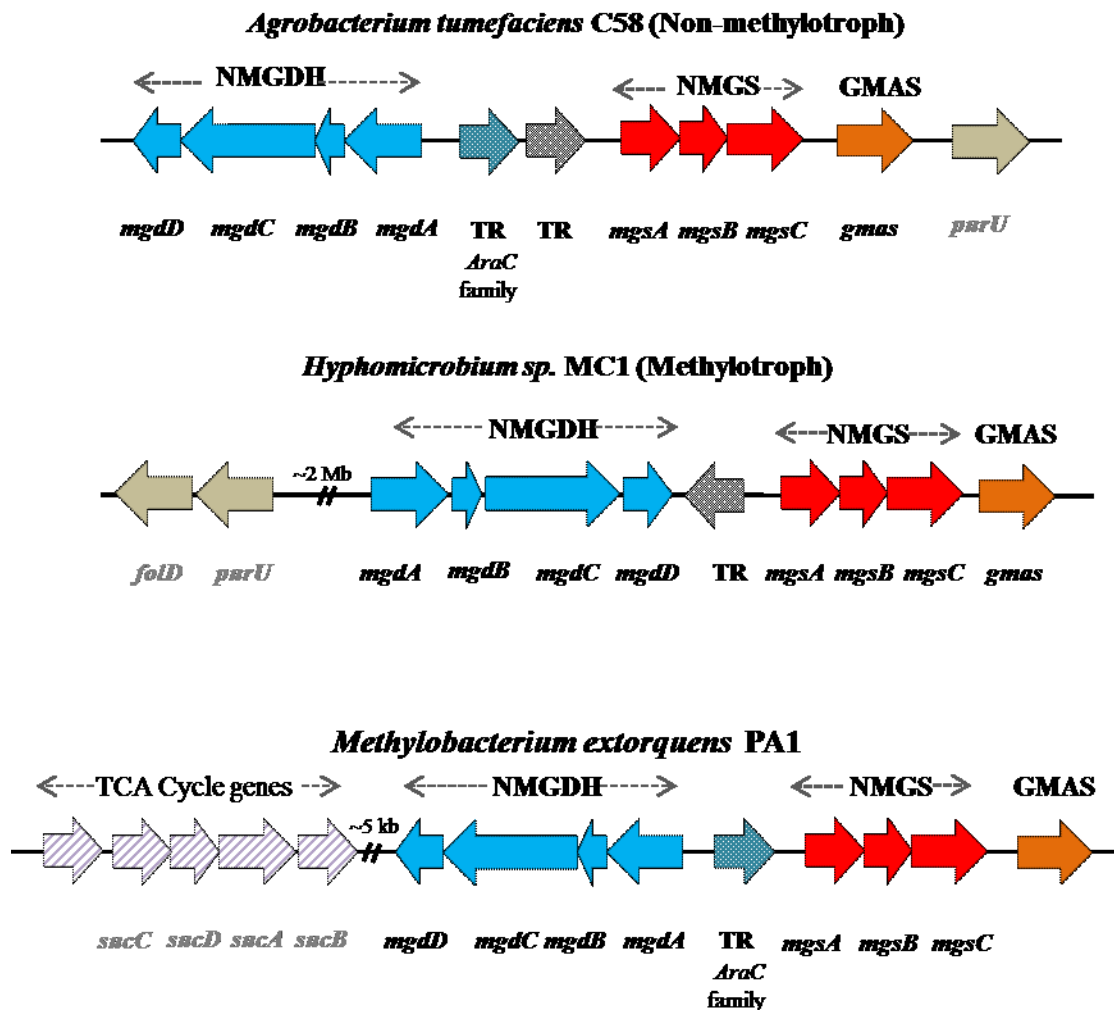 Agrobacterium tumefaciens C58 (Non-methylotroph)
NMGDH NMGS GMAS
mgdD mgdC mgdB mgdA TR TR mgsA mgsB mgsC gmas purU
AraC
family
Hyphomicrobium sp. MC1 (Methylotroph)
NMGDH NMGS GMAS
~2 Mb
folD purU mgdA mgdB mgdC mgdD TR mgsA mgsB mgsC gmas
Methylobacterium extorquens PA1
TCA Cycle genes NMGDH NMGS GMAS
~5 kb
sucC sucD sucA sucB mgdD mgdC mgdB mgdA TR mgsA mgsB mgsC
AraC
family